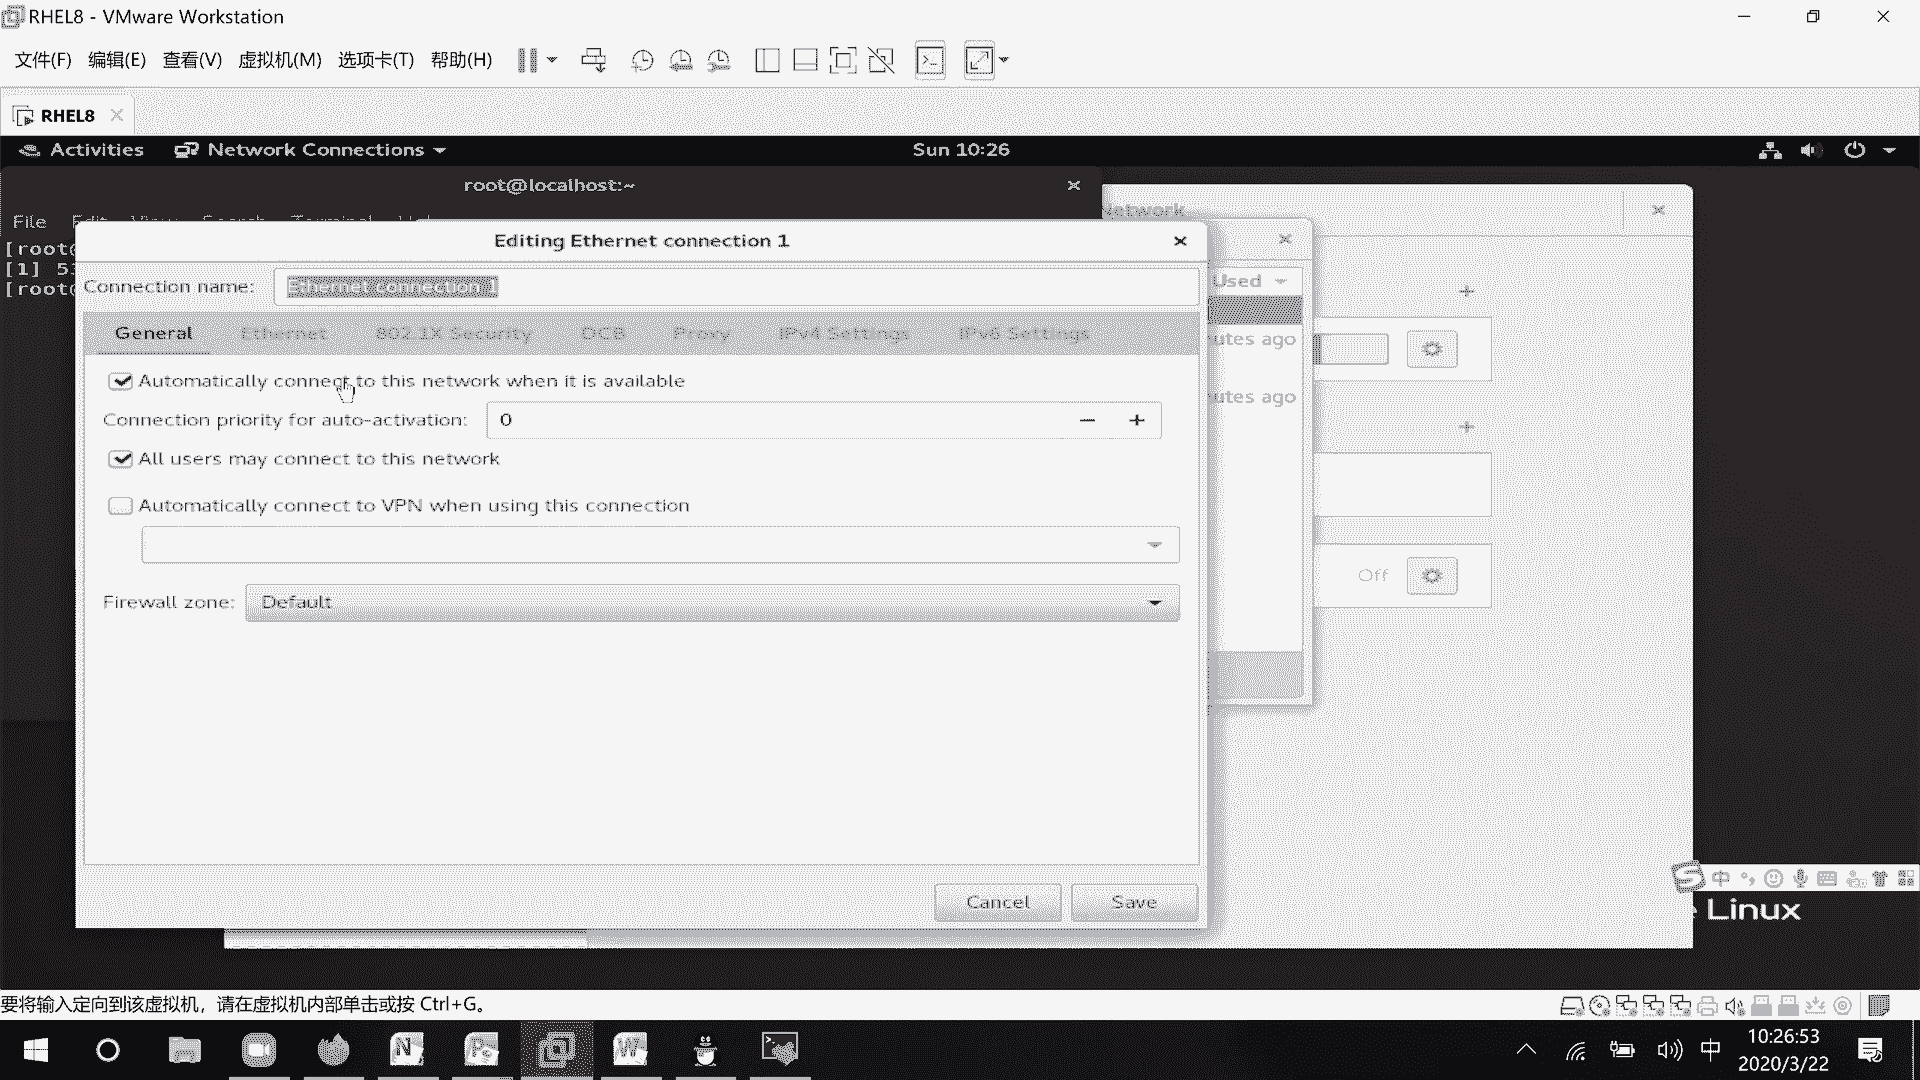 RHEL8 - VMware Workstation
文件(F) 编辑(E) 查看(V) 虚拟机(M) 选项卡(T) 帮助(H)
RHEL8
Activities Network Connections Sun 10:26
root@localhost:~
Network
File Edit View Search Terminal
[root@
[1] 53
[root@
Editing Ethernet connection 1
Connection name: Ethernet connection 1
Used
General Ethernet 802.1X Security DCB Proxy IPv4 Settings IPv6 Settings
utes ago
Automatically connect to this network when it is available
utes ago
Connection priority for auto-activation: 0 − +
All users may connect to this network
Automatically connect to VPN when using this connection
Off
Firewall zone: Default
中
Cancel Save
Linux
要将输入定向到该虚拟机，请在虚拟机内部单击或按 Ctrl+G。
中 10:26:53
2020/3/22